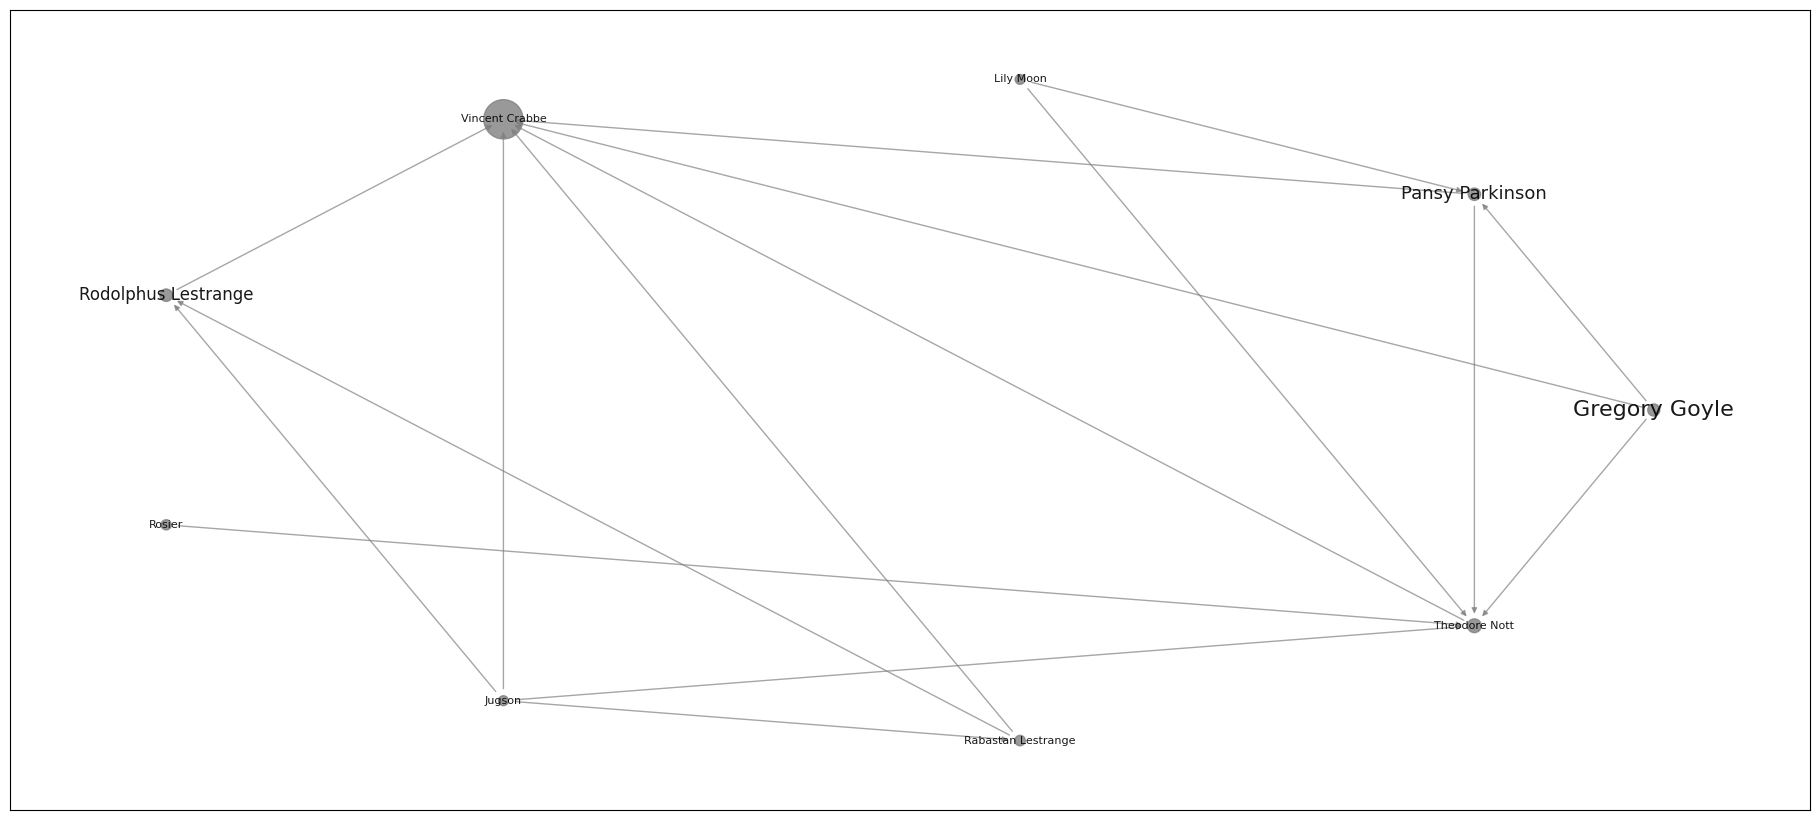 Lily Moon
Vincent Crabbe
Pansy Parkinson
Rodolphus Lestrange
Gregory Goyle
Rosier
Theodore Nott
Jugson
Rabastan Lestrange